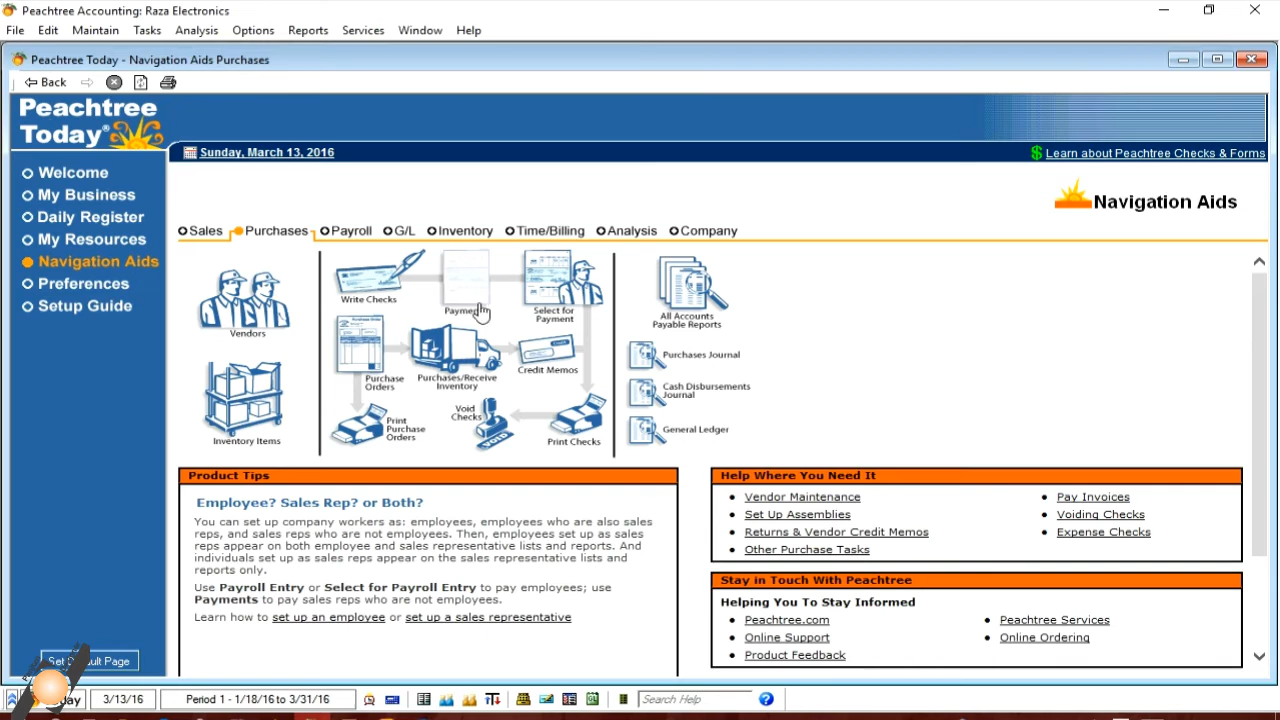 Peachtree Accounting: Raza Electronics
File Edit Maintain Tasks Analysis Options Reports Services Window Help
Peachtree Today - Navigation Aids Purchases
Back
Peachtree
Today®
Sunday, March 13, 2016
$ Learn about Peachtree Checks & Forms
Welcome
My Business
Daily Register
My Resources
Navigation Aids
Preferences
Setup Guide
Navigation Aids
Sales Purchases Payroll G/L Inventory Time/Billing Analysis Company
Vendors
Inventory Items
Write Checks
Select for
Payment
Purchase
Orders
Purchases/Receive
Inventory
Credit Memos
Print
Purchase
Orders
Void
Checks
Print Checks
All Accounts
Payable Reports
Purchases Journal
Cash Disbursements
Journal
General Ledger
Product Tips
Employee? Sales Rep? or Both?
You can set up company workers as: employees, employees who are also sales
reps, and sales reps who are not employees. Then, employees set up as sales
reps appear on both employee and sales representative lists and reports. And
individuals set up as sales reps appear on the sales representative lists and
reports only.
Use Payroll Entry or Select for Payroll Entry to pay employees; use
Payments to pay sales reps who are not employees.
Learn how to set up an employee or set up a sales representative
Help Where You Need It
Vendor Maintenance
Set Up Assemblies
Returns & Vendor Credit Memos
Other Purchase Tasks
Pay Invoices
Voiding Checks
Expense Checks
Stay in Touch With Peachtree
Helping You To Stay Informed
Peachtree.com
Online Support
Product Feedback
Peachtree Services
Online Ordering
3/13/16
Period 1 - 1/18/16 to 3/31/16
Search Help